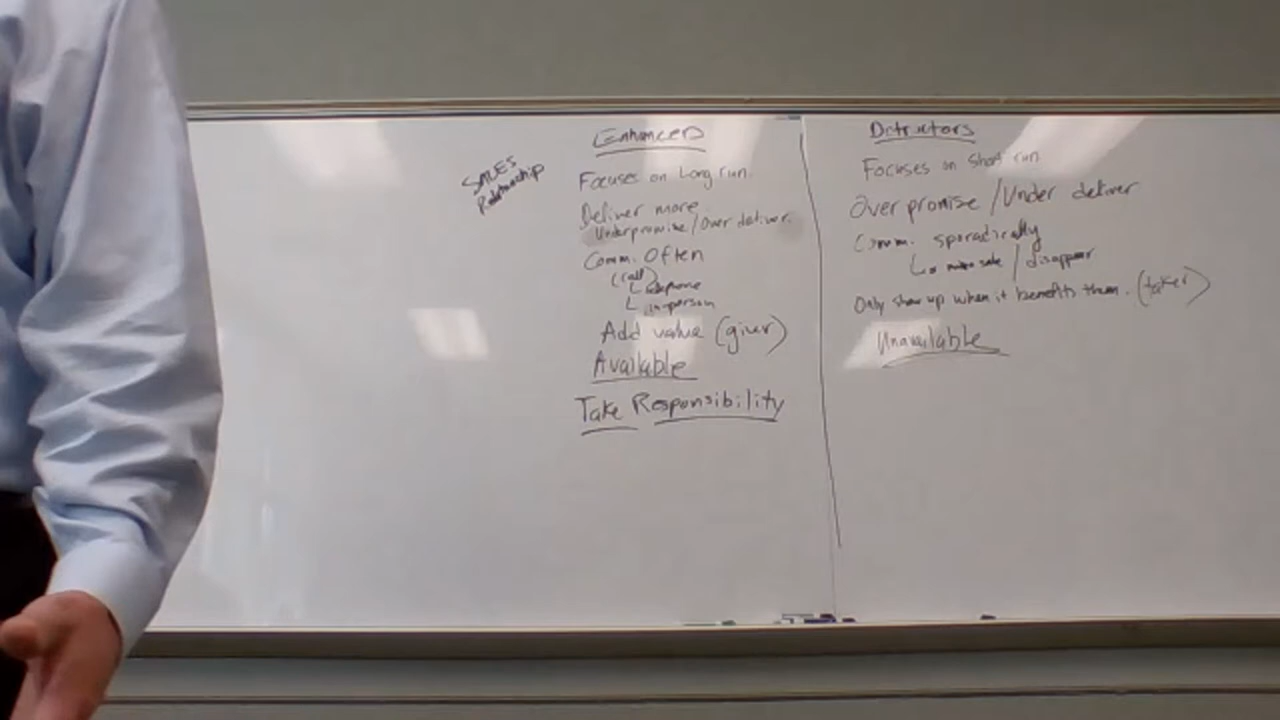 SALES
Relationship
Enhancers
Focuses on Long run.
Deliver more
Underpromise/Over deliver.
Comm. Often
(call)
in-person
Add value (giver)
Available
Take Responsibility
Detractors
Focuses on Short run
Over promise / Under deliver
Comm. sporadically
sale / disappear
Only show up when it benefits them. (taker)
Unavailable